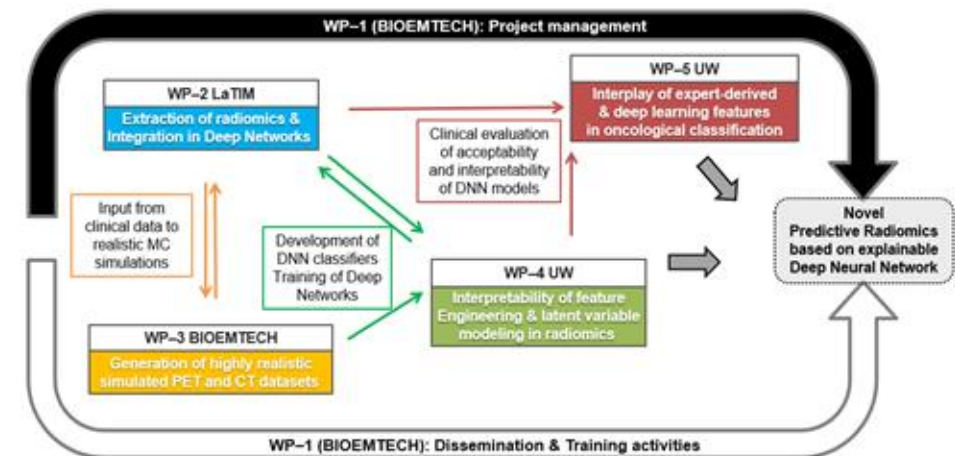 WP–1 (BIOEMTECH): Project management
WP–2 LaTIM
Extraction of radiomics &
Integration in Deep Networks
WP–5 UW
Interplay of expert-derived
& deep learning features
in oncological classification
Clinical evaluation
of acceptability
and interpretability
of DNN models
Input from
clinical data to
realistic MC
simulations
Development of
DNN classifiers
Training of Deep
Networks
Novel
Predictive Radiomics
based on explainable
Deep Neural Network
WP–4 UW
Interpretability of feature
Engineering & latent variable
modeling in radiomics
WP–3 BIOEMTECH
Generation of highly realistic
simulated PET and CT datasets
WP–1 (BIOEMTECH): Dissemination & Training activities